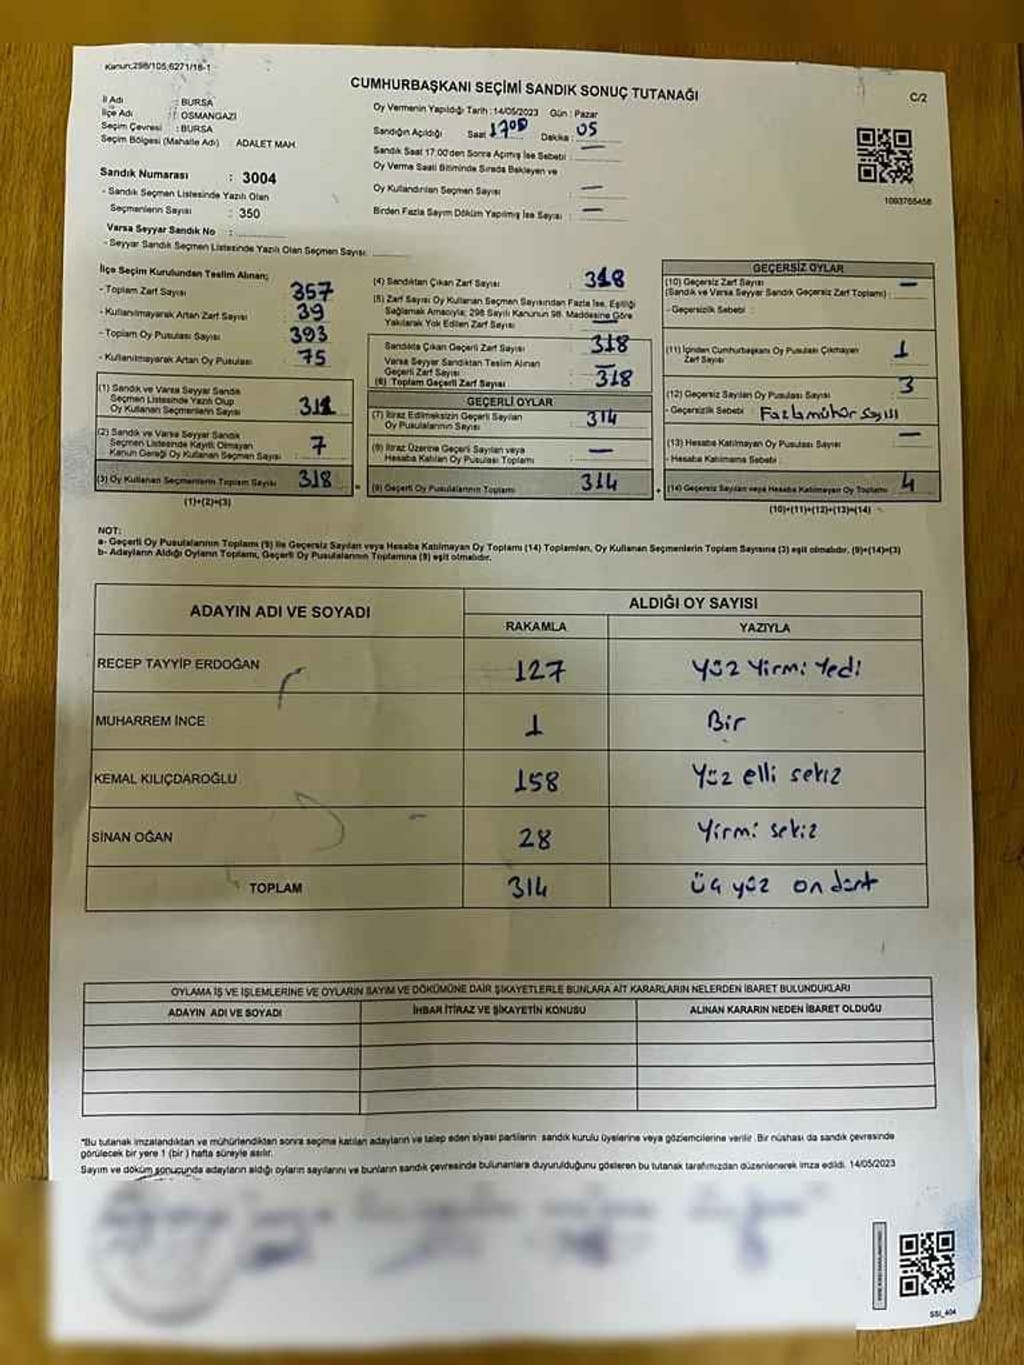 Kanun;298/105,6271/18-1
CUMHURBAŞKANI SEÇİMİ SANDIK SONUÇ TUTANAĞI
C/2
İl Adı : BURSA
İlçe Adı : OSMANGAZİ
Seçim Çevresi : BURSA
Seçim Bölgesi (Mahalle Adı) ADALET MAH.
Oy Vermenin Yapıldığı Tarih : 14/05/2023 Gün : Pazar
Sandığın Açıldığı Saat 1700 Dakika : 05
Sandık Saat 17:00'den Sonra Açılmış İse Sebebi : —
Oy Verme Saati Bitiminde Sırada Bekleyen ve
Oy Kullandırılan Seçmen Sayısı : —
Birden Fazla Sayım Döküm Yapılmış İse Sayısı : —
1093765458
Sandık Numarası : 3004
- Sandık Seçmen Listesinde Yazılı Olan
Seçmenlerin Sayısı : 350
Varsa Seyyar Sandık No :
- Seyyar Sandık Seçmen Listesinde Yazılı Olan Seçmen Sayısı:
İlçe Seçim Kurulundan Teslim Alınan;
- Toplam Zarf Sayısı : 357
- Kullanılmayarak Artan Zarf Sayısı : 39
- Toplam Oy Pusulası Sayısı : 393
- Kullanılmayarak Artan Oy Pusulası : 75
(1) Sandık ve Varsa Seyyar Sandık
Seçmen Listesinde Yazılı Olup
Oy Kullanan Seçmenlerin Sayısı : 311
(2) Sandık ve Varsa Seyyar Sandık
Seçmen Listesinde Kayıtlı Olmayan
Kanun Gereği Oy Kullanan Seçmen Sayısı : 7
(3) Oy Kullanan Seçmenlerin Toplam Sayısı : 318
(1)+(2)=(3)
(4) Sandıktan Çıkan Zarf Sayısı : 318
(5) Zarf Sayısı Oy Kullanan Seçmen Sayısından Fazla İse, Eşitliği
Sağlamak Amacıyla; 298 Sayılı Kanunun 98. Maddesine Göre
Yakılarak Yok Edilen Zarf Sayısı : —
Sandıkta Çıkan Geçerli Zarf Sayısı : 318
Varsa Seyyar Sandıktan Teslim Alınan
Geçerli Zarf Sayısı : —
(6) Toplam Geçerli Zarf Sayısı : 318
GEÇERLİ OYLAR
(7) İtiraz Edilmeksizin Geçerli Sayılan
Oy Pusulalarının Sayısı : 314
(8) İtiraz Üzerine Geçerli Sayılan veya
Hesaba Katılan Oy Pusulası Toplamı : —
(9) Geçerli Oy Pusulalarının Toplamı : 314
GEÇERSİZ OYLAR
(10) Geçersiz Zarf Sayısı
(Sandık ve Varsa Seyyar Sandık Geçersiz Zarf Toplamı) : —
- Geçersizlik Sebebi :
(11) İçinden Cumhurbaşkanı Oy Pusulası Çıkmayan
Zarf Sayısı : 1
(12) Geçersiz Sayılan Oy Pusulası Sayısı : 3
- Geçersizlik Sebebi : Fazla mühür sayısı
(13) Hesaba Katılmayan Oy Pusulası Sayısı : —
- Hesaba Katılmama Sebebi :
(14) Geçersiz Sayılan veya Hesaba Katılmayan Oy Toplamı : 4
(10)+(11)+(12)+(13)=(14)
NOT:
a- Geçerli Oy Pusulalarının Toplamı (9) ile Geçersiz Sayılan veya Hesaba Katılmayan Oy Toplamı (14) Toplamları, Oy Kullanan Seçmenlerin Toplam Sayısına (3) eşit olmalıdır. (9)+(14)=(3)
b- Adayların Aldığı Oyların Toplamı, Geçerli Oy Pusulalarının Toplamına (9) eşit olmalıdır.
ADAYIN ADI VE SOYADI
ALDIĞI OY SAYISI
RAKAMLA YAZIYLA
RECEP TAYYİP ERDOĞAN 127 Yüz Yirmi Yedi
MUHARREM İNCE 1 Bir
KEMAL KILIÇDAROĞLU 158 Yüz elli sekiz
SİNAN OĞAN 28 Yirmi sekiz
TOPLAM 314 üç yüz on dört
OYLAMA İŞ VE İŞLEMLERİNE VE OYLARIN SAYIM VE DÖKÜMÜNE DAİR ŞİKAYETLERLE BUNLARA AİT KARARLARIN NELERDEN İBARET BULUNDUKLARI
ADAYIN ADI VE SOYADI İHBAR İTİRAZ VE ŞİKAYETİN KONUSU ALINAN KARARIN NEDEN İBARET OLDUĞU
*Bu tutanak imzalandıktan ve mühürlendikten sonra seçime katılan adayların ve talep eden siyasi partilerin sandık kurulu üyelerine veya gözlemcilerine verilir. Bir nüshası da sandık çevresinde
görülecek bir yere 1 (bir) hafta süreyle asılır.
Sayım ve döküm sonucunda adayların aldığı oyların sayılarını ve bunların sandık çevresinde bulunanlara duyurulduğunu gösteren bu tutanak tarafımızdan düzenlenerek imza edildi. 14/05/2023
SSİ_404